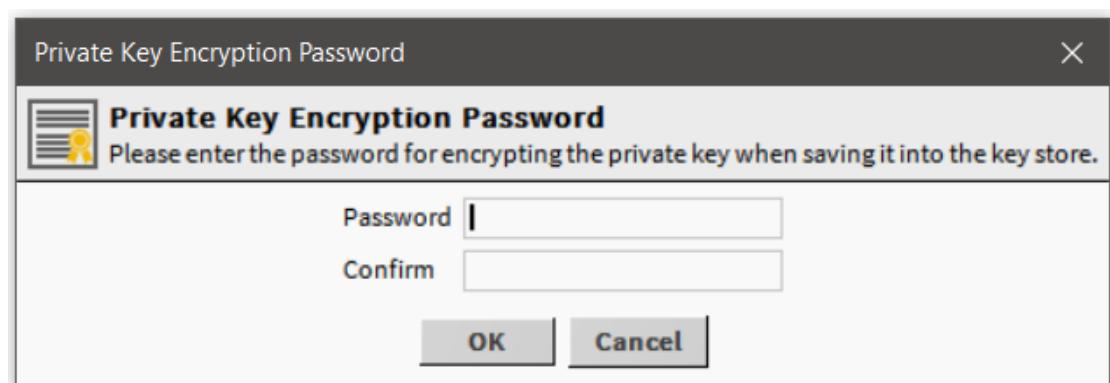 Private Key Encryption Password
Private Key Encryption Password
Please enter the password for encrypting the private key when saving it into the key store.
Password
Confirm
OK Cancel